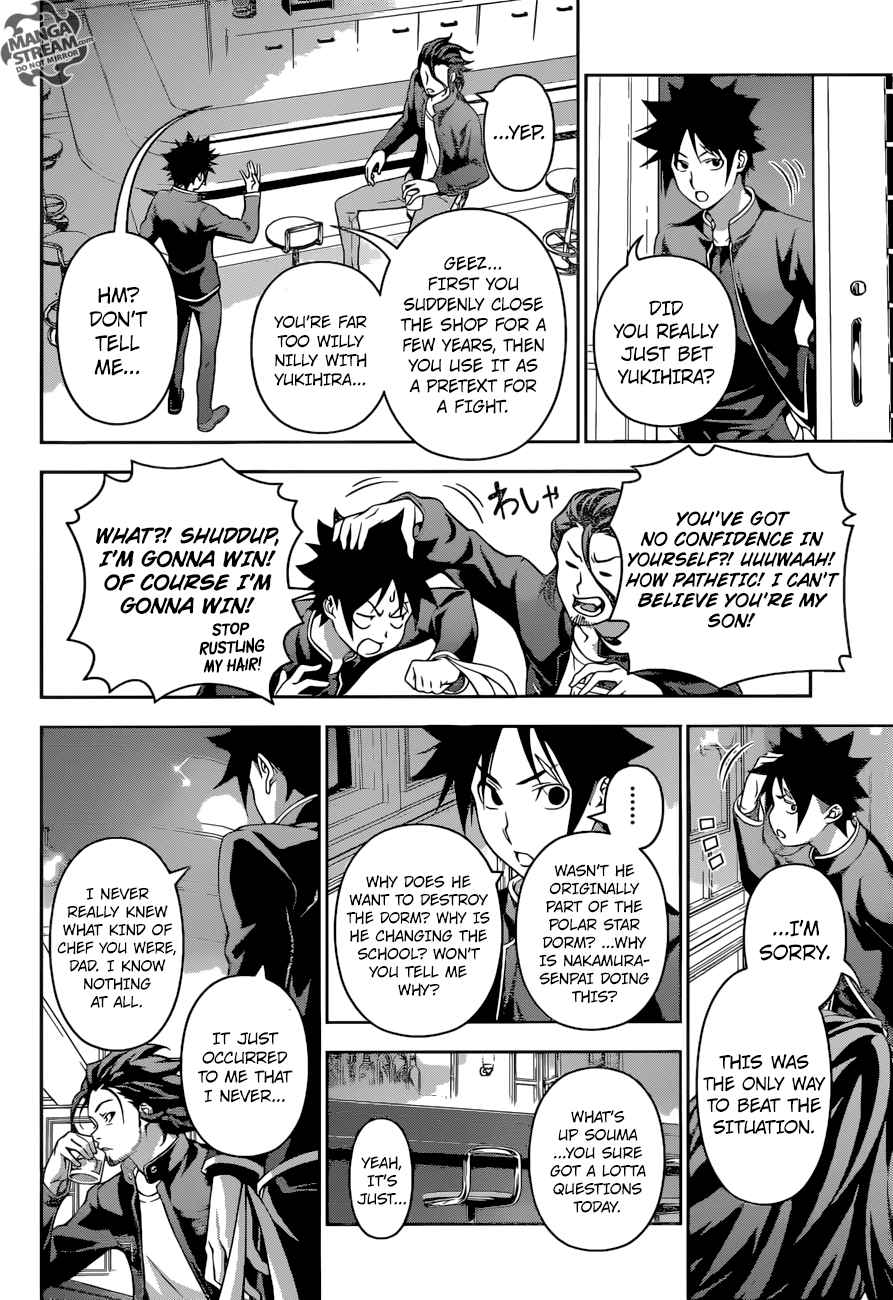 MANGA
STREAM.com
DO NOT MIRROR
DID
YOU REALLY
JUST BET
YUKIHIRA?
...YEP.
GEEZ...
FIRST YOU
SUDDENLY CLOSE
THE SHOP FOR A
FEW YEARS, THEN
YOU USE IT AS
A PRETEXT FOR
A FIGHT.
YOU'RE FAR
TOO WILLY
NILLY WITH
YUKIHIRA...
HM?
DON'T
TELL
ME...
YOU'VE GOT
NO CONFIDENCE IN
YOURSELF?! UUUWAAH!
HOW PATHETIC! I CAN'T
BELIEVE YOU'RE MY
SON!
わしゃ
WHAT?! SHUDDUP,
I'M GONNA WIN!
OF COURSE I'M
GONNA WIN!
STOP
RUSTLING
MY HAIR!
...I'M
SORRY.
THIS WAS
THE ONLY WAY
TO BEAT THE
SITUATION.
......
WASN'T HE
ORIGINALLY
PART OF THE
POLAR STAR
DORM? ...WHY
IS NAKAMURA-
SENPAI DOING
THIS?
WHY DOES HE
WANT TO DESTROY
THE DORM? WHY IS
HE CHANGING THE
SCHOOL? WON'T
YOU TELL ME
WHY?
WHAT'S
UP SOUMA
...YOU SURE
GOT A LOTTA
QUESTIONS
TODAY.
YEAH,
IT'S
JUST...
I NEVER
REALLY KNEW
WHAT KIND OF
CHEF YOU WERE,
DAD. I KNOW
NOTHING
AT ALL.
IT JUST
OCCURRED
TO ME THAT
I NEVER...